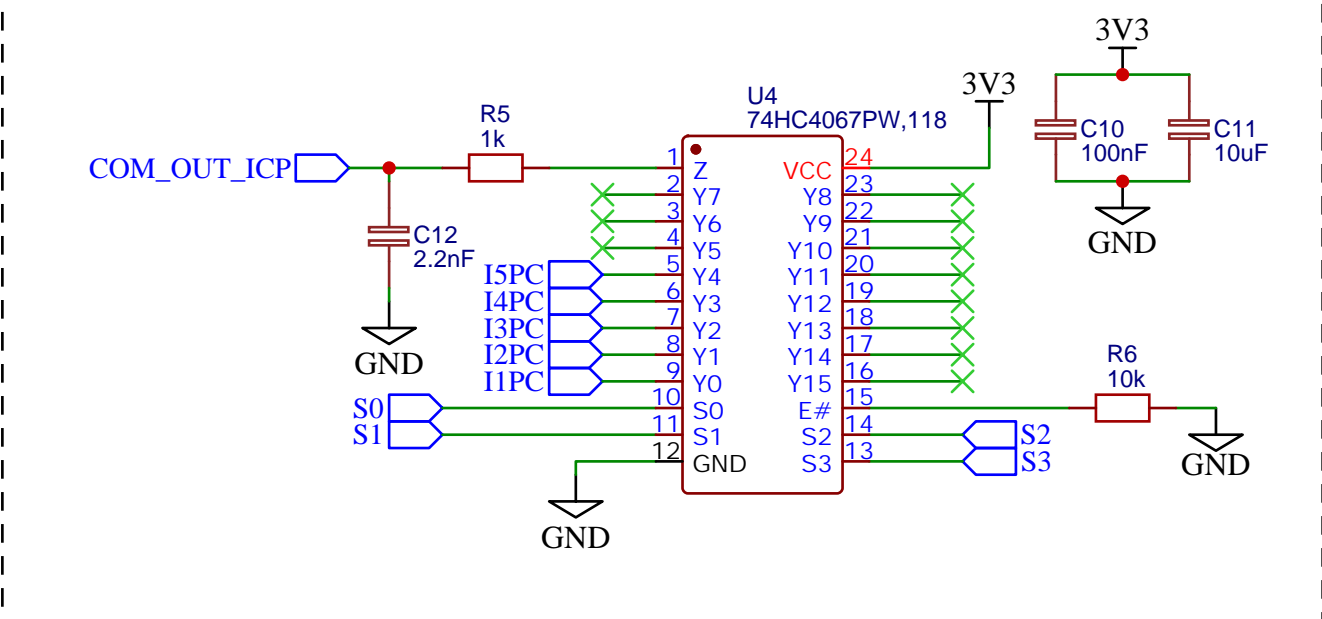 3V3
C10
100nF
C11
10uF
GND
U4
74HC4067PW,118
3V3
R5
1k
COM_OUT_ICP
C12
2.2nF
GND
1 Z
2 Y7
3 Y6
4 Y5
I5PC 5 Y4
I4PC 6 Y3
I3PC 7 Y2
I2PC 8 Y1
I1PC 9 Y0
S0 10 S0
S1 11 S1
12 GND
GND
VCC 24
Y8 23
Y9 22
Y10 21
Y11 20
Y12 19
Y13 18
Y14 17
Y15 16
E# 15
S2 14 S2
S3 13 S3
R6
10k
GND